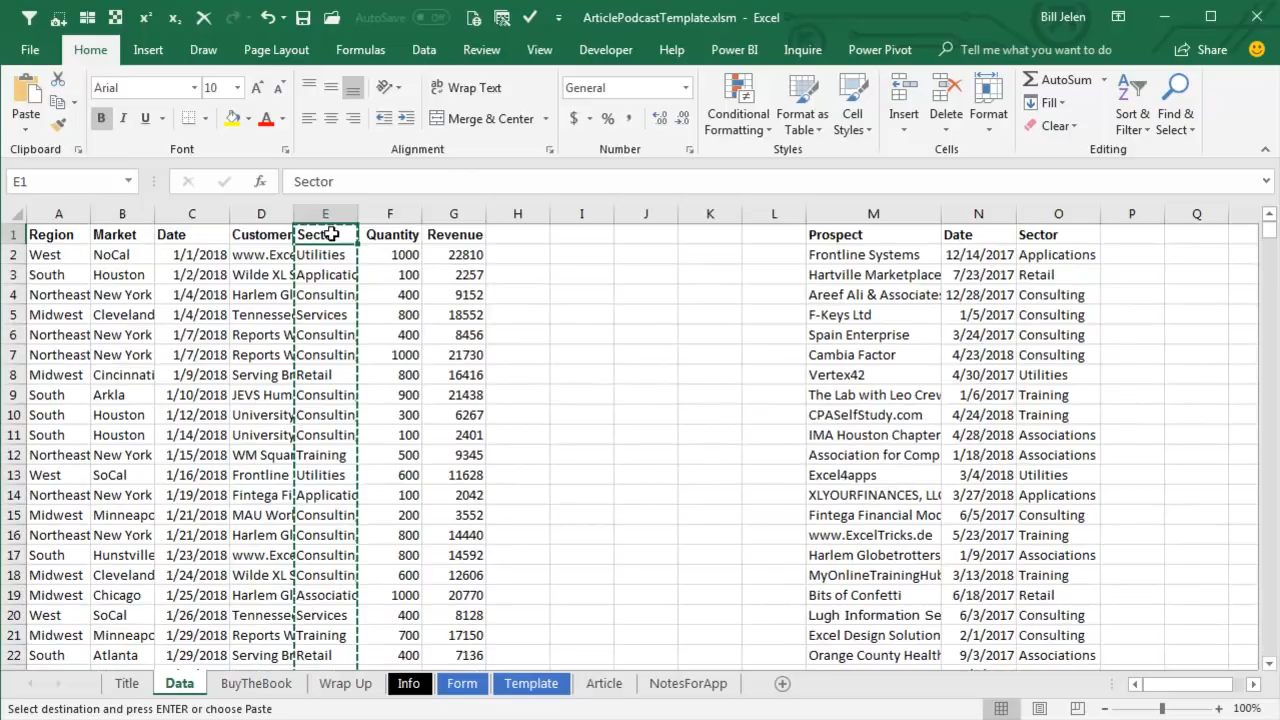 AutoSave Off ArticlePodcastTemplate.xlsm - Excel Bill Jelen
File Home Insert Draw Page Layout Formulas Data Review View Developer Help Power BI Inquire Power Pivot Tell me what you want to do Share
Paste
Clipboard
Arial 10
B I U
Font
Wrap Text
Merge & Center
Alignment
General
$ % ,
Number
Conditional Formatting
Format as Table
Cell Styles
Styles
Insert
Delete
Format
Cells
AutoSum
Fill
Clear
Sort & Filter
Find & Select
Editing
E1 fx Sector
A B C D E F G H I J K L M N O P Q
1 Region Market Date Customer Sect Quantity Revenue Prospect Date Sector
2 West NoCal 1/1/2018 www.Exce Utilities 1000 22810 Frontline Systems 12/14/2017 Applications
3 South Houston 1/2/2018 Wilde XL S Applicatic 100 2257 Hartville Marketplace 7/23/2017 Retail
4 Northeast New York 1/4/2018 Harlem Gl Consultin 400 9152 Areef Ali & Associates 12/28/2017 Consulting
5 Midwest Cleveland 1/4/2018 Tennesse Services 800 18552 F-Keys Ltd 1/5/2017 Consulting
6 Northeast New York 1/7/2018 Reports W Consultin 400 8456 Spain Enterprise 3/24/2017 Consulting
7 Northeast New York 1/7/2018 Reports W Consultin 1000 21730 Cambia Factor 4/23/2018 Consulting
8 Midwest Cincinnati 1/9/2018 Serving Br Retail 800 16416 Vertex42 4/30/2017 Utilities
9 South Arkla 1/10/2018 JEVS Hum Consultin 900 21438 The Lab with Leo Crew 1/6/2017 Training
10 South Houston 1/12/2018 University Consultin 300 6267 CPASelfStudy.com 4/24/2018 Training
11 South Houston 1/14/2018 University Consultin 100 2401 IMA Houston Chapter 4/28/2018 Associations
12 Northeast New York 1/15/2018 WM Squar Training 500 9345 Association for Comp 1/18/2018 Associations
13 West SoCal 1/16/2018 Frontline Utilities 600 11628 Excel4apps 3/4/2018 Utilities
14 Northeast New York 1/19/2018 Fintega Fi Applicatic 100 2042 XLYOURFINANCES, LLC 3/27/2018 Applications
15 Midwest Minneapo 1/21/2018 MAU Wor Consultin 200 3552 Fintega Financial Mod 6/5/2017 Consulting
16 Northeast New York 1/21/2018 Harlem Gl Consultin 800 14440 www.ExcelTricks.de 5/23/2017 Training
17 South Hunstville 1/23/2018 www.Exce Consultin 800 14592 Harlem Globetrotters 1/9/2017 Associations
18 Midwest Cleveland 1/24/2018 Wilde XL S Consultin 600 12606 MyOnlineTrainingHub 3/13/2018 Training
19 Midwest Chicago 1/25/2018 Harlem Gl Associatic 1000 20770 Bits of Confetti 6/18/2017 Retail
20 West SoCal 1/26/2018 Tennesse Services 400 8128 Lugh Information Se 6/3/2017 Consulting
21 Midwest Minneapo 1/29/2018 Reports W Training 700 17150 Excel Design Solution 2/1/2017 Consulting
22 South Atlanta 1/29/2018 Serving Br Retail 400 7136 Orange County Health 9/3/2017 Associations
Title Data BuyTheBook Wrap Up Info Form Template Article NotesForApp
Select destination and press ENTER or choose Paste 100%